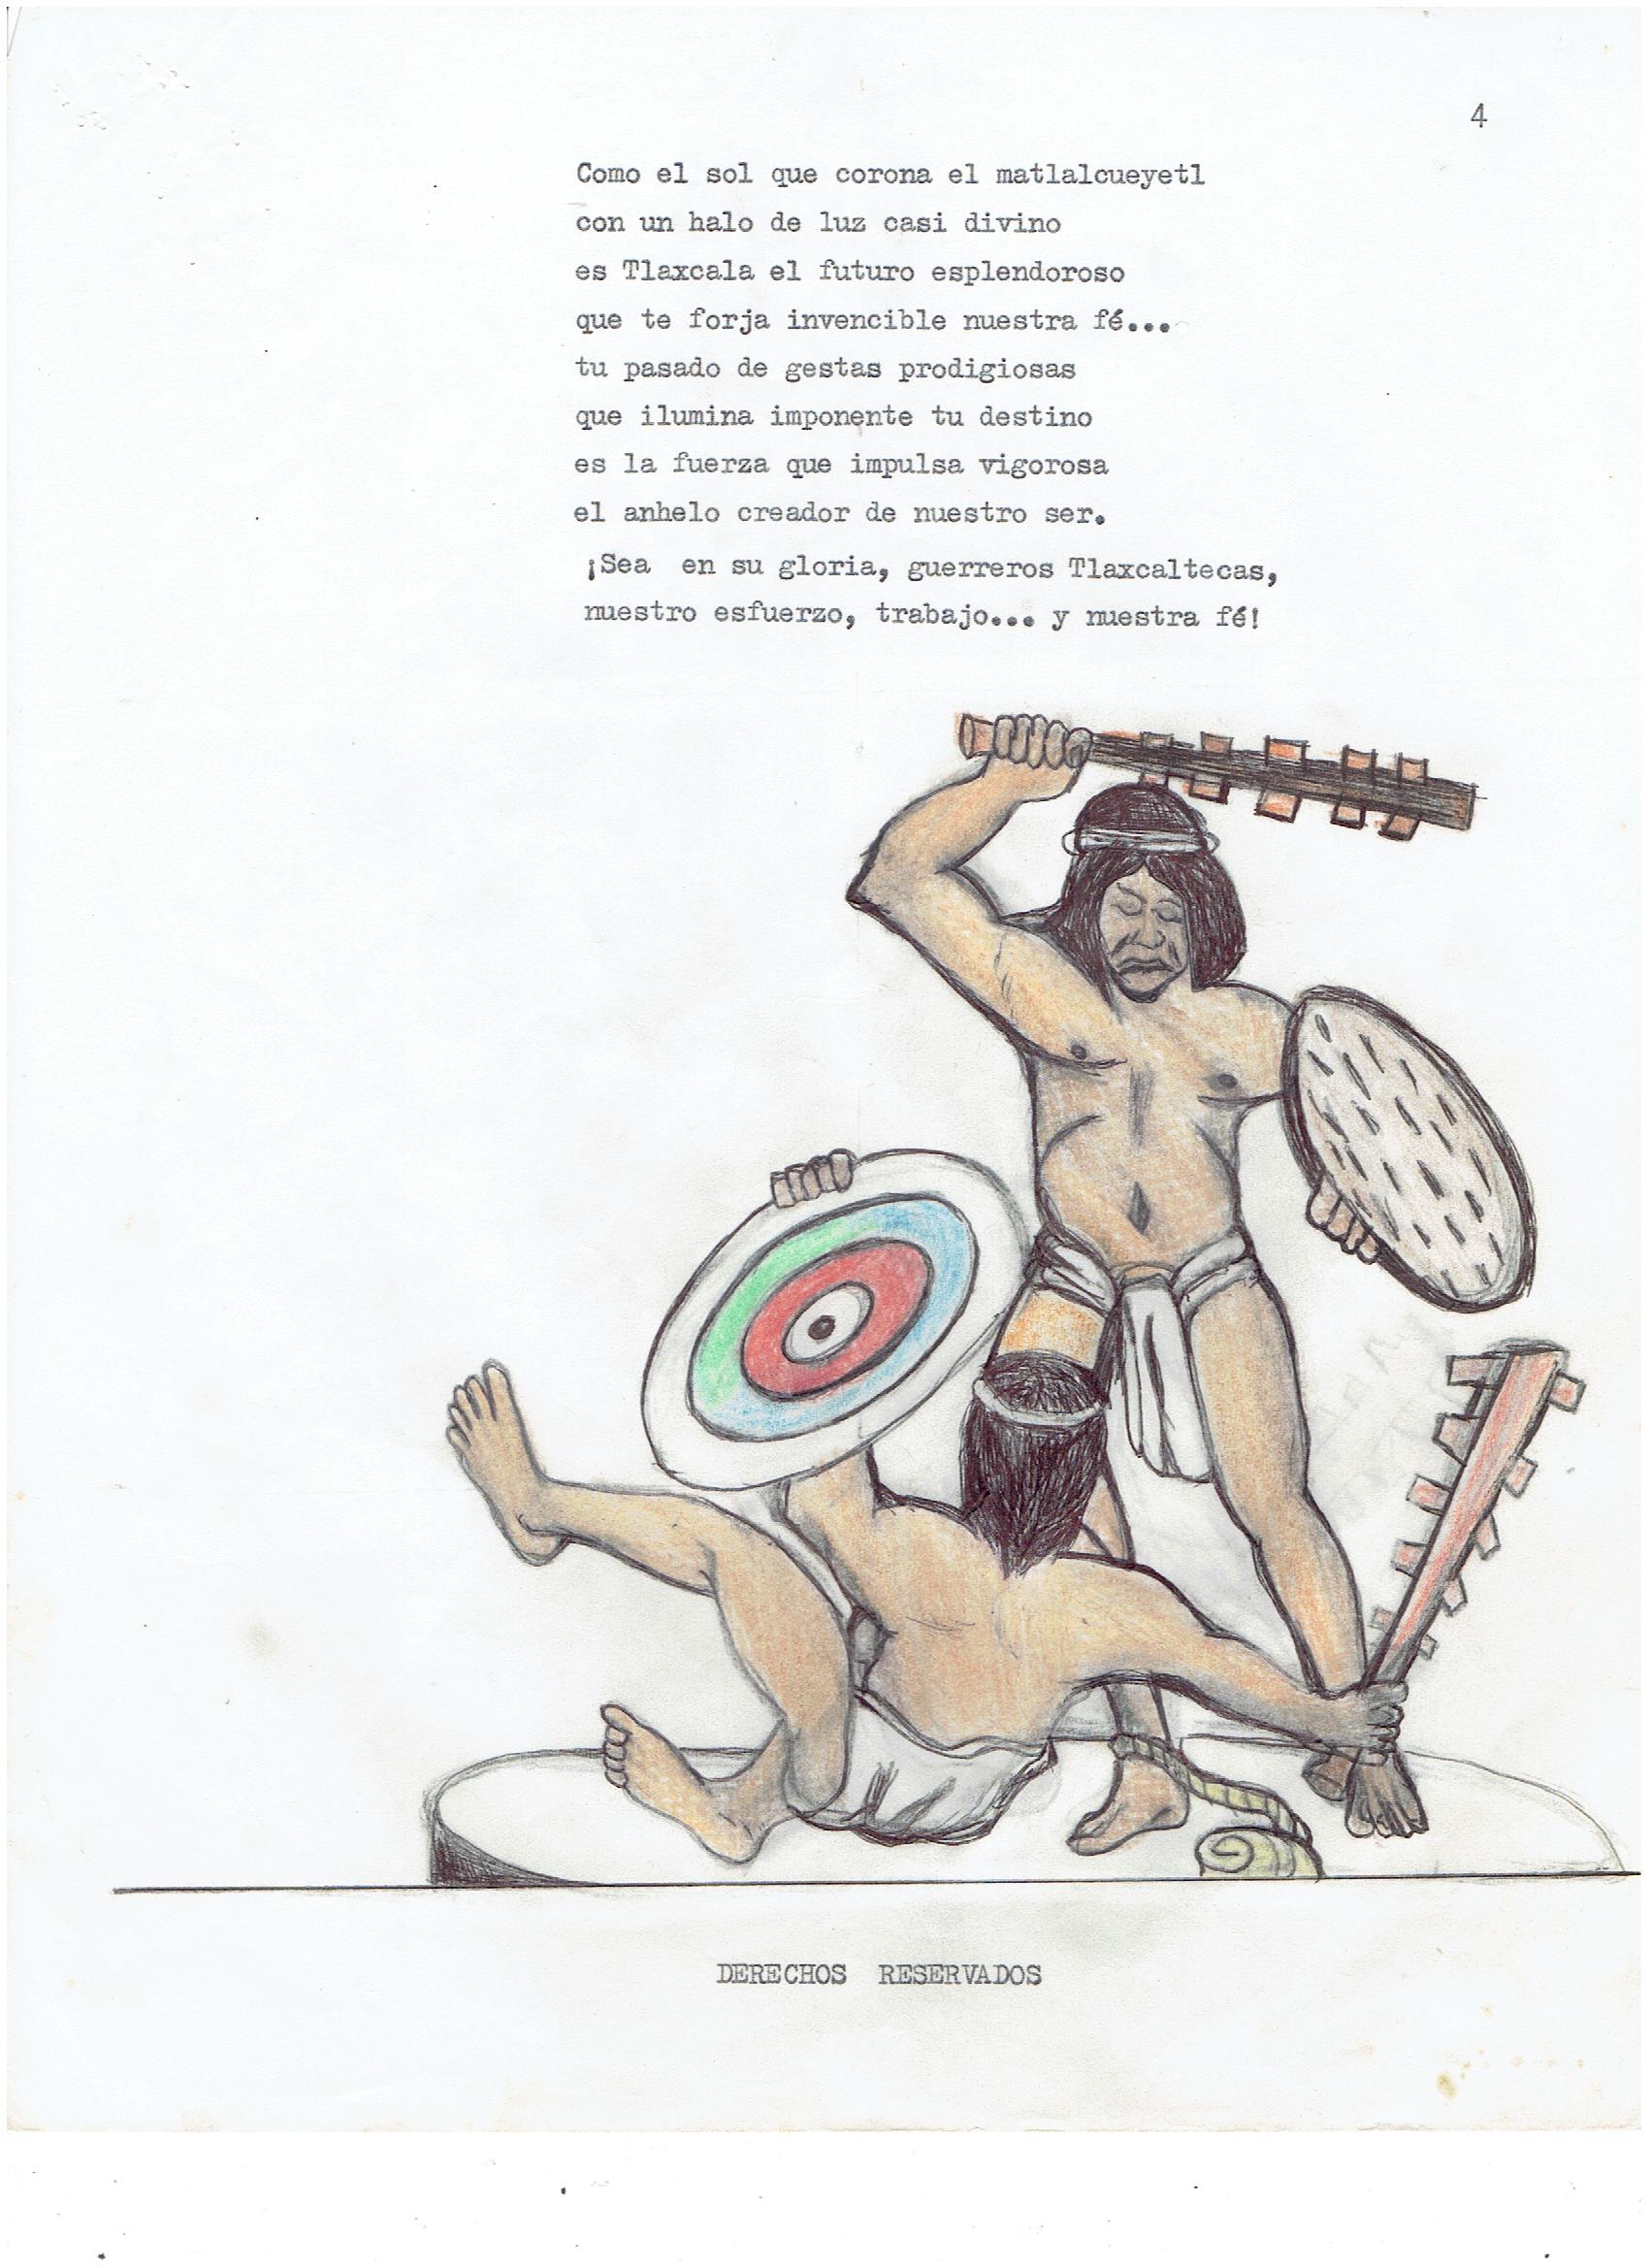 4
Como el sol que corona el matlalcueyetl
con un halo de luz casi divino
es Tlaxcala el futuro esplendoroso
que te forja invencible nuestra fé...
tu pasado de gestas prodigiosas
que ilumina imponente tu destino
es la fuerza que impulsa vigorosa
el anhelo creador de nuestro ser.
¡Sea en su gloria, guerreros Tlaxcaltecas,
nuestro esfuerzo, trabajo... y nuestra fé!
DERECHOS RESERVADOS